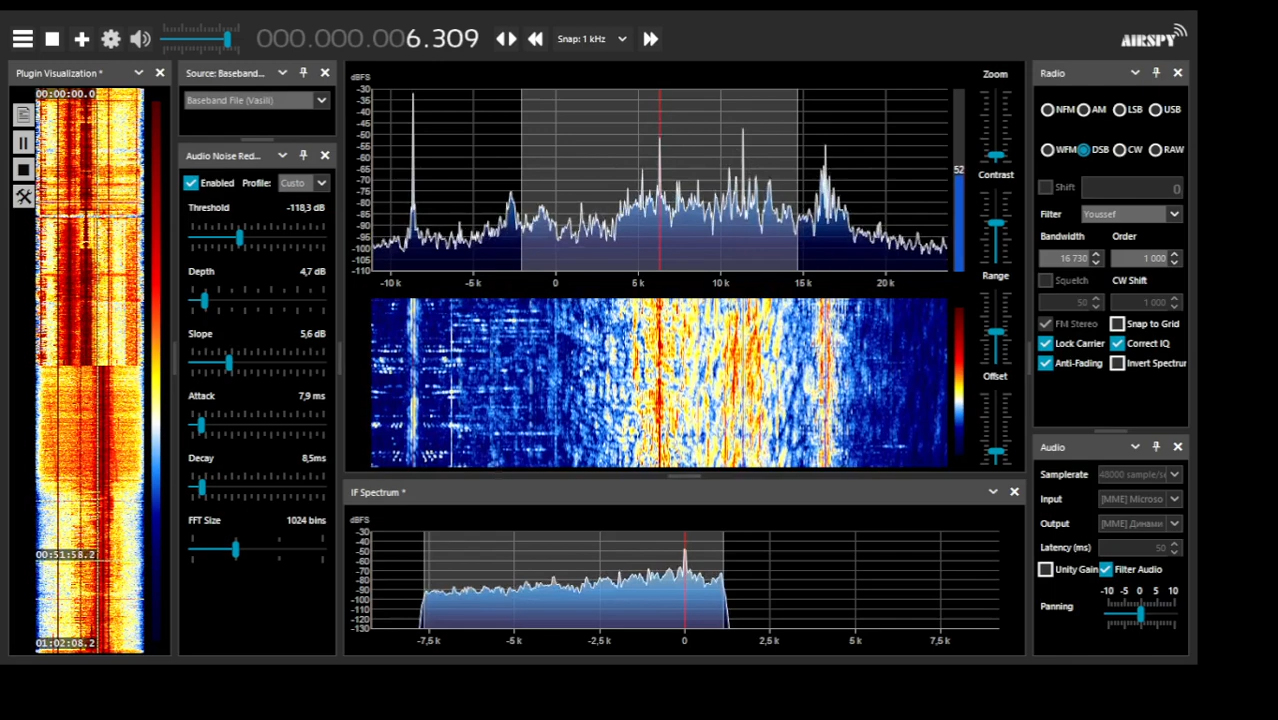 000.000.006.309
Snap: 1 kHz
AIRSPY
Plugin Visualization *
00:00:00.0
00:51:58.2
01:02:08.2
Source: Baseband...
Baseband File (Vasili)
Audio Noise Red...
Enabled Profile: Custo
Threshold -118,3 dB
Depth 4,7 dB
Slope 5,6 dB
Attack 7,9 ms
Decay 8,5ms
FFT Size 1024 bins
dBFS
-30
-35
-40
-45
-50
-55
-60
-65
-70
-75
-80
-85
-90
-95
-100
-105
-110
-10 k -5 k 0 5 k 10 k 15 k 20 k
52
Zoom
Contrast
Range
Offset
IF Spectrum *
dBFS
-30
-40
-50
-60
-70
-80
-90
-100
-110
-120
-130
-7,5 k -5 k -2,5 k 0 2,5 k 5 k 7,5 k
Radio
NFM AM LSB USB
WFM DSB CW RAW
Shift 0
Filter Youssef
Bandwidth Order
16 730 1 000
Squelch CW Shift
50 1 000
FM Stereo Snap to Grid
Lock Carrier Correct IQ
Anti-Fading Invert Spectrur
Audio
Samplerate 48000 sample/s
Input [MME] Microso
Output [MME] Динами
Latency (ms) 50
Unity Gain Filter Audio
-10 -5 0 5 10
Panning